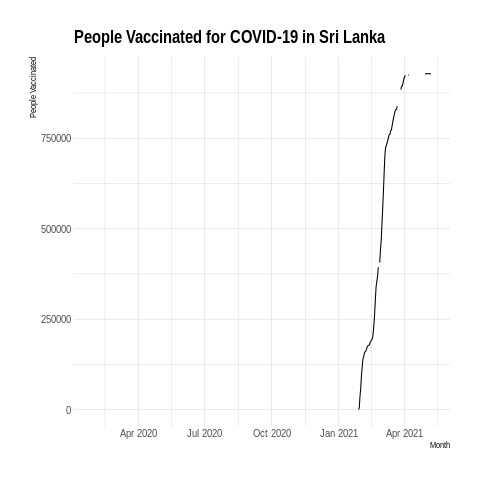 People Vaccinated for COVID-19 in Sri Lanka
People Vaccinated
750000
500000
250000
0
Apr 2020 Jul 2020 Oct 2020 Jan 2021 Apr 2021
Month